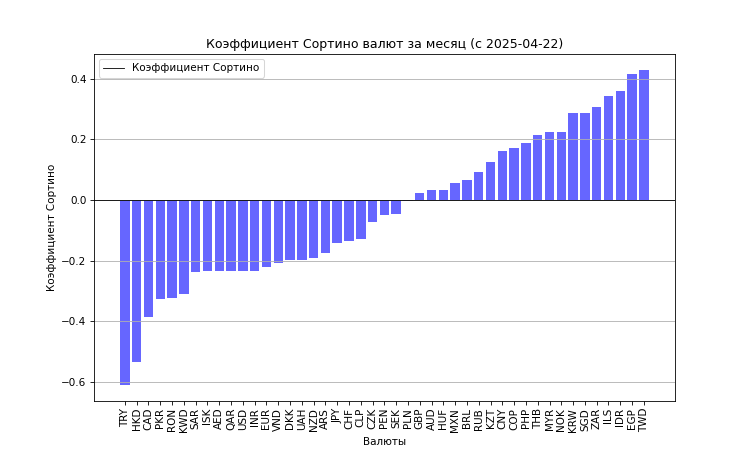 Коэффициент Сортино валют за месяц (с 2025-04-22)
Коэффициент Сортино
Коэффициент Сортино
0.4
0.2
0.0
−0.2
−0.4
−0.6
TRY HKD CAD PKR RON KWD SAR ISK AED QAR USD INR EUR VND DKK UAH NZD ARS JPY CHF CLP CZK PEN SEK PLN GBP AUD HUF MXN BRL RUB KZT CNY COP PHP THB MYR NOK KRW SGD ZAR ILS IDR EGP TWD
Валюты